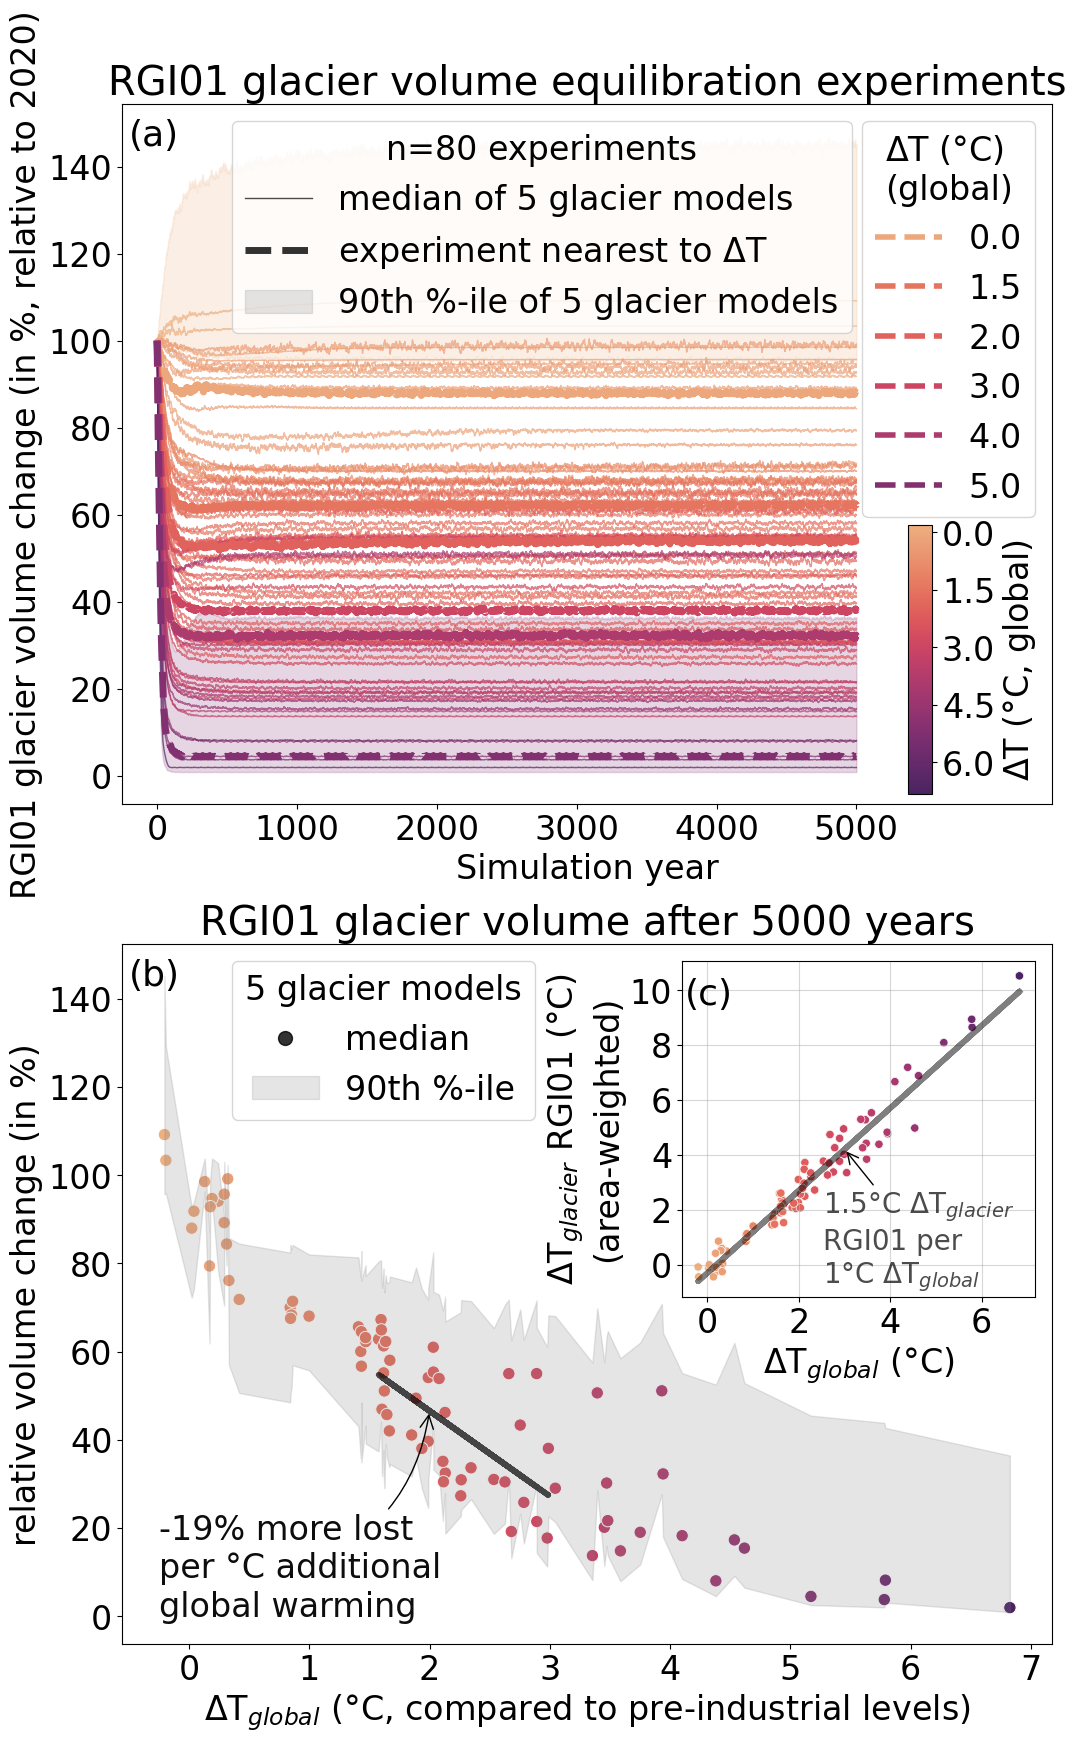 RGI01 glacier volume equilibration experiments
(a)
n=80 experiments
median of 5 glacier models
experiment nearest to ΔT
90th %-ile of 5 glacier models
ΔT (°C)
(global)
0.0
1.5
2.0
3.0
4.0
5.0
RGI01 glacier volume change (in %, relative to 2020)
140
120
100
80
60
40
20
0
0.0
1.5
3.0
4.5
6.0
ΔT (°C, global)
0 1000 2000 3000 4000 5000
Simulation year
RGI01 glacier volume after 5000 years
(b)
5 glacier models
median
90th %-ile
relative volume change (in %)
140
120
100
80
60
40
20
0
-19% more lost
per °C additional
global warming
0 1 2 3 4 5 6 7
ΔT_global (°C, compared to pre-industrial levels)
(c)
ΔT_glacier RGI01 (°C)
(area-weighted)
10
8
6
4
2
0
1.5°C ΔT_glacier
RGI01 per
1°C ΔT_global
0 2 4 6
ΔT_global (°C)